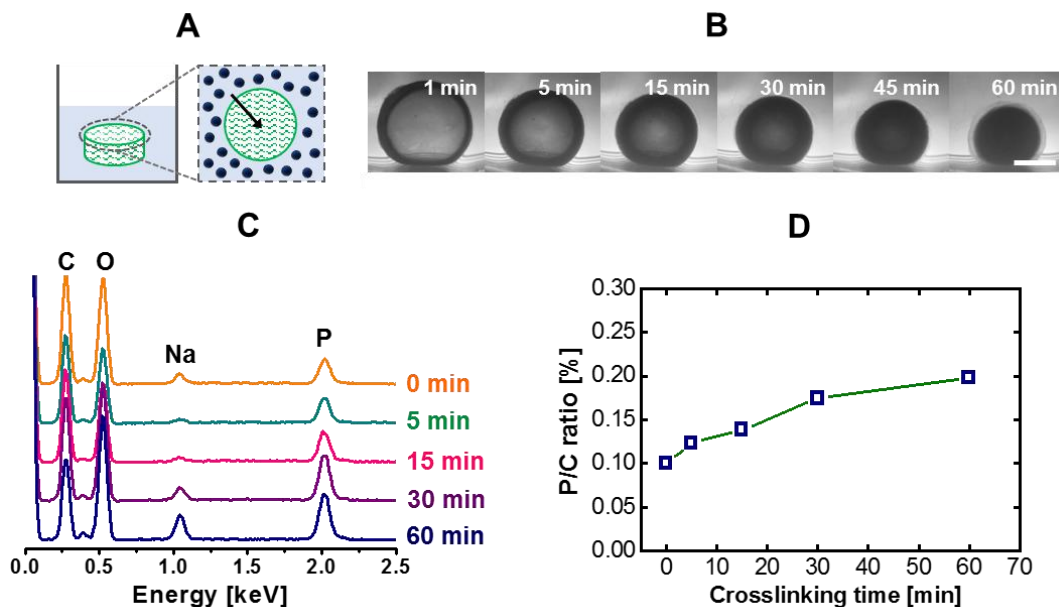 A
B
1 min
5 min
15 min
30 min
45 min
60 min
C
C
O
Na
P
0 min
5 min
15 min
30 min
60 min
0.0
0.5
1.0
1.5
2.0
2.5
Energy [keV]
D
P/C ratio [%]
0.30
0.25
0.20
0.15
0.10
0.05
0.00
0
10
20
30
40
50
60
70
Crosslinking time [min]